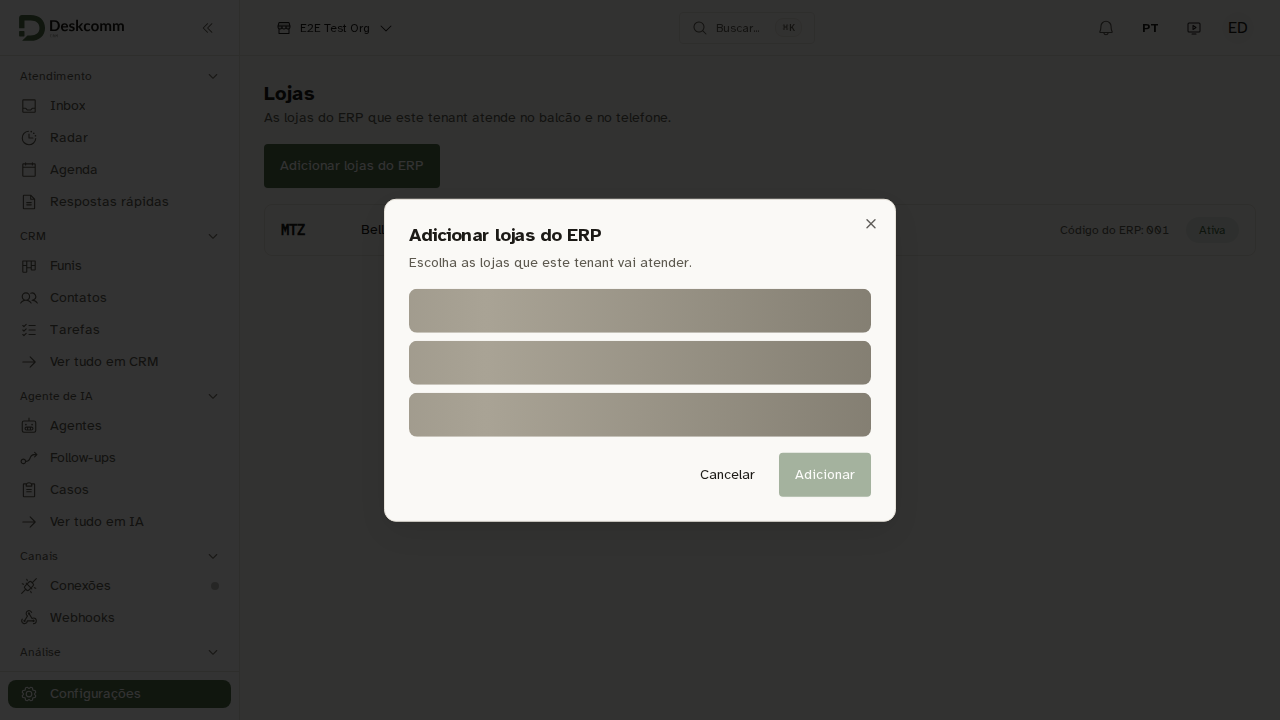 Deskcomm
E2E Test Org
Buscar...
⌘K
PT
ED
Atendimento
Inbox
Radar
Agenda
Respostas rápidas
CRM
Funis
Contatos
Tarefas
Ver tudo em CRM
Agente de IA
Agentes
Follow-ups
Casos
Ver tudo em IA
Canais
Conexões
Webhooks
Análise
Configurações
Lojas
As lojas do ERP que este tenant atende no balcão e no telefone.
Adicionar lojas do ERP
MTZ
Código do ERP: 001
Ativa
Adicionar lojas do ERP
Escolha as lojas que este tenant vai atender.
Cancelar
Adicionar